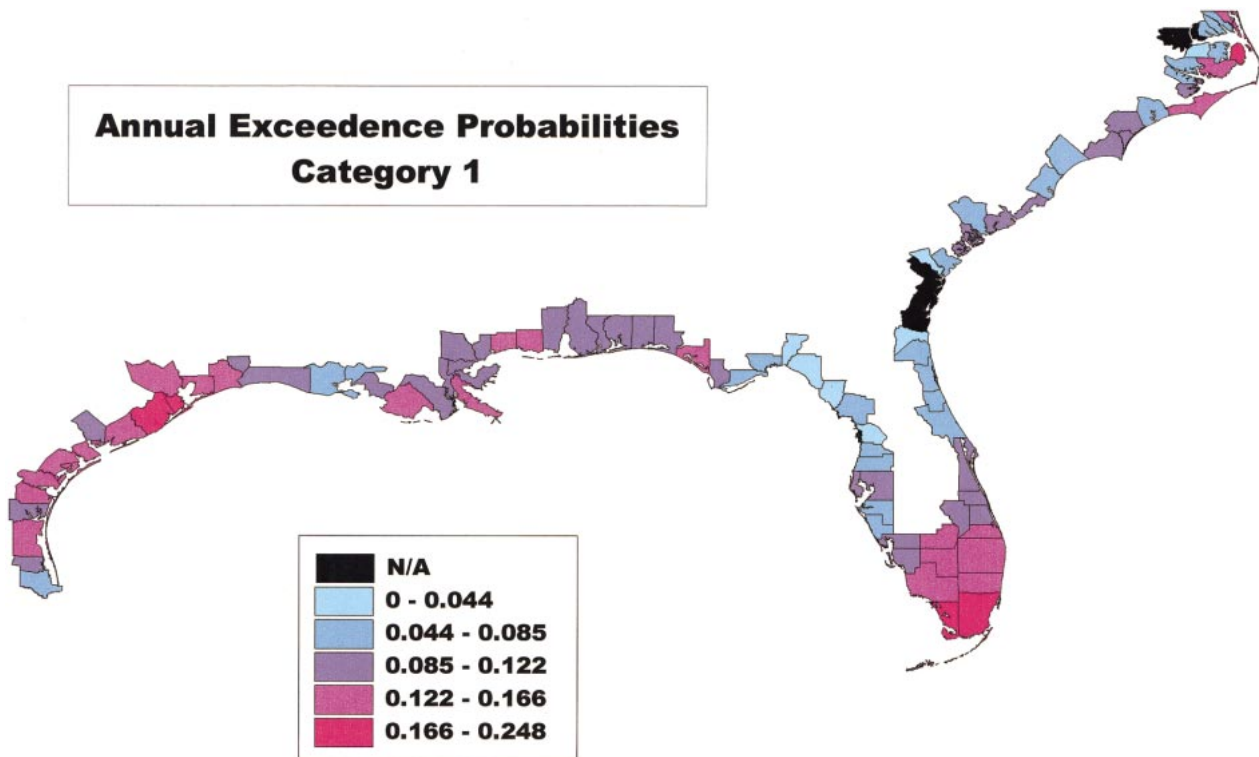 Annual Exceedence Probabilities
Category 1
N/A
0 - 0.044
0.044 - 0.085
0.085 - 0.122
0.122 - 0.166
0.166 - 0.248